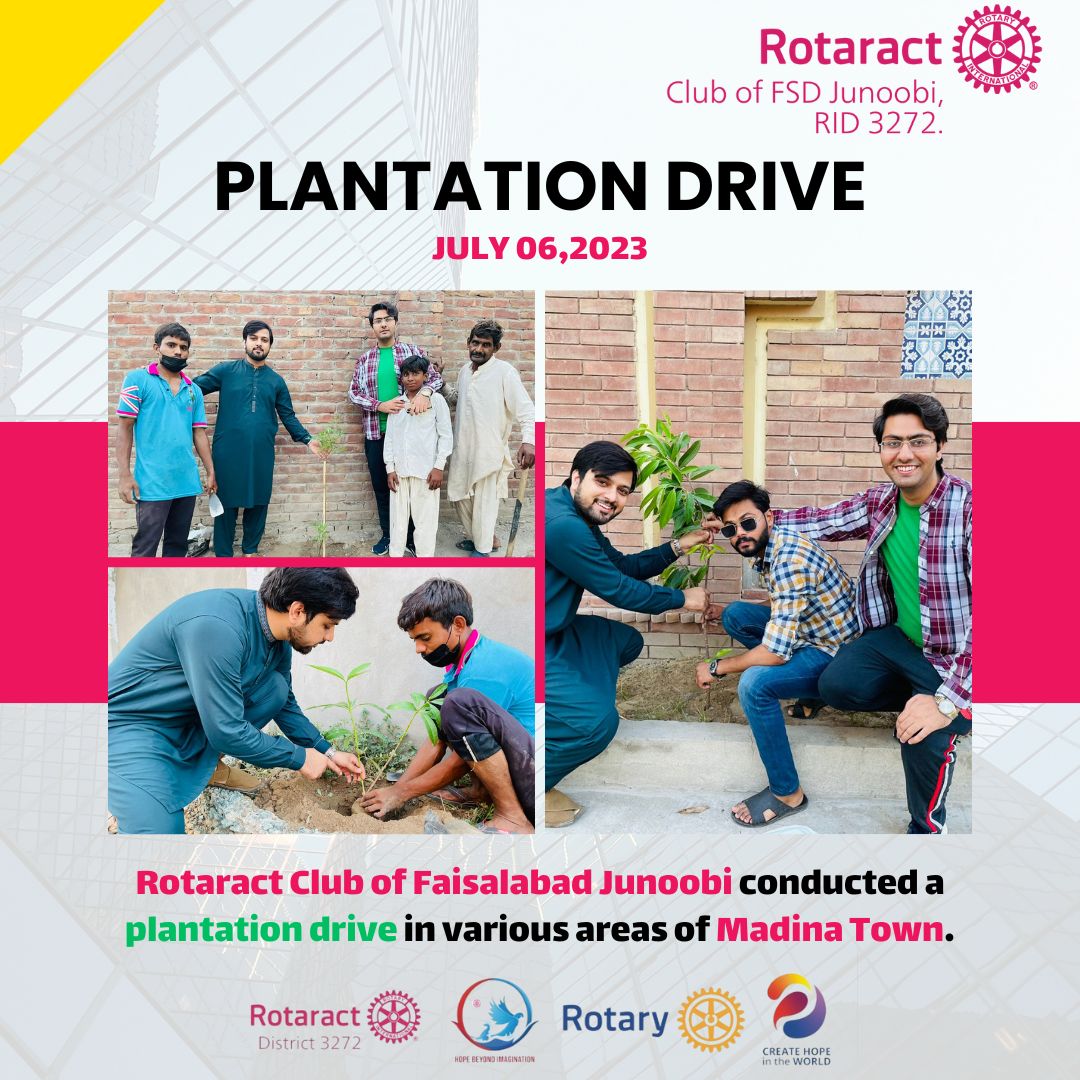 Rotaract
Club of FSD Junoobi,
RID 3272.
ROTARY
INTERNATIONAL
®
PLANTATION DRIVE
JULY 06,2023
Rotaract Club of Faisalabad Junoobi conducted a
plantation drive in various areas of Madina Town.
Rotaract
District 3272
HOPE BEYOND IMAGINATION
Rotary
CREATE HOPE
in the WORLD